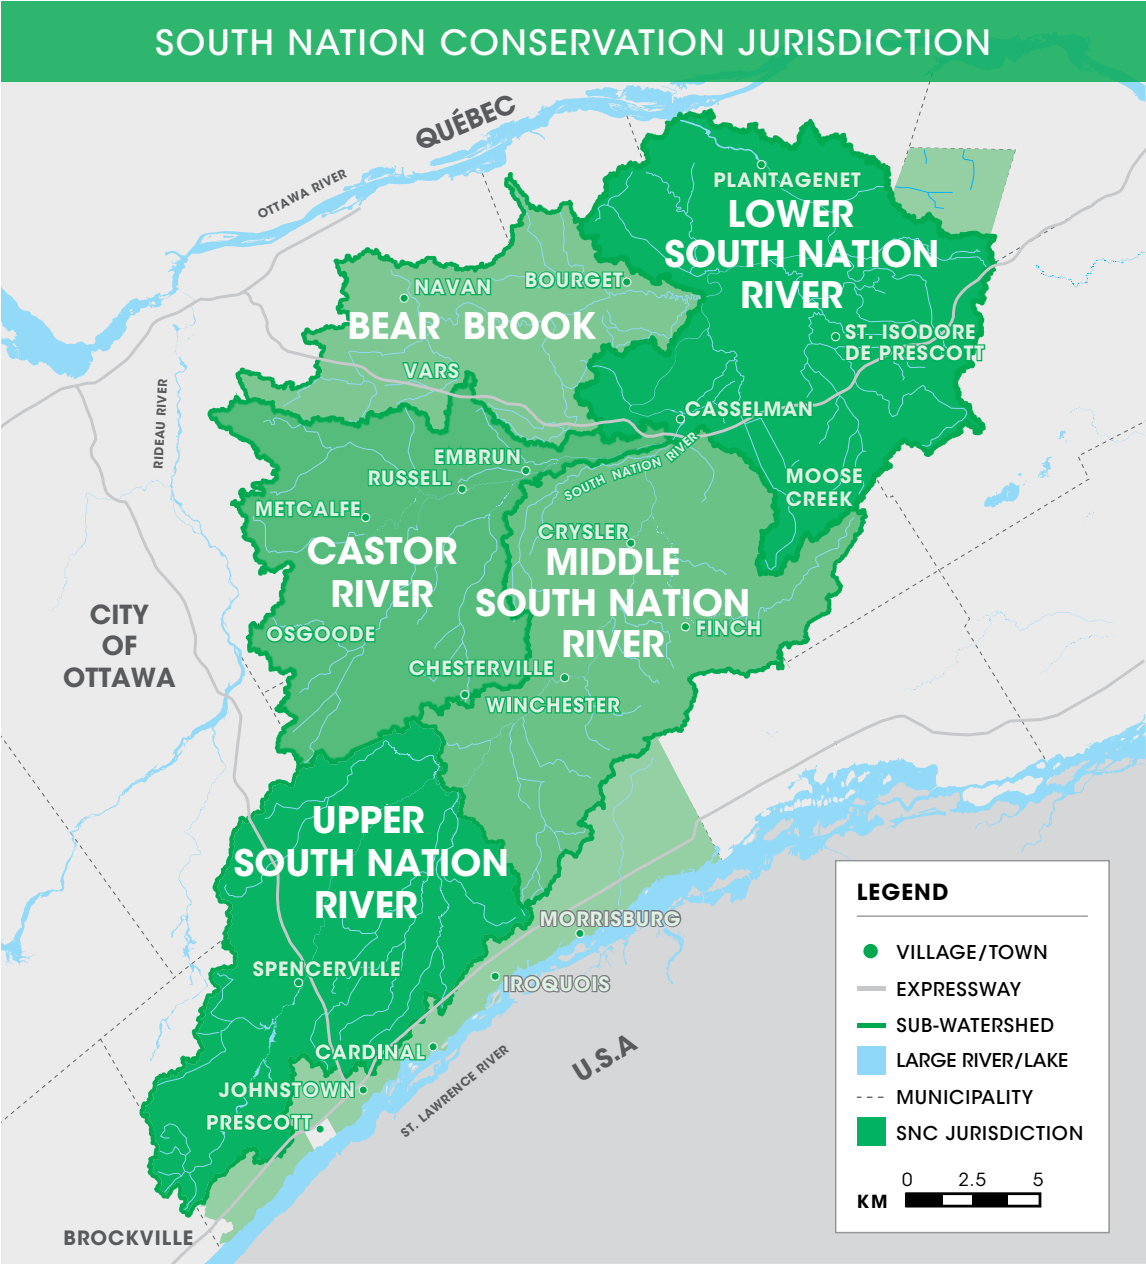 SOUTH NATION CONSERVATION JURISDICTION
QUÉBEC
OTTAWA RIVER
PLANTAGENET
LOWER
SOUTH NATION
RIVER
NAVAN
BOURGET
BEAR BROOK
ST. ISODORE
DE PRESCOTT
VARS
RIDEAU RIVER
CASSELMAN
SOUTH NATION RIVER
EMBRUN
RUSSELL
MOOSE
CREEK
METCALFE
CRYSLER
CASTOR
RIVER
MIDDLE
SOUTH NATION
RIVER
CITY
OF
OTTAWA
OSGOODE
FINCH
CHESTERVILLE
WINCHESTER
UPPER
SOUTH NATION
RIVER
MORRISBURG
SPENCERVILLE
IROQUOIS
CARDINAL
U.S.A
JOHNSTOWN
ST. LAWRENCE RIVER
PRESCOTT
BROCKVILLE
LEGEND
VILLAGE/TOWN
EXPRESSWAY
SUB-WATERSHED
LARGE RIVER/LAKE
MUNICIPALITY
SNC JURISDICTION
0 2.5 5
KM